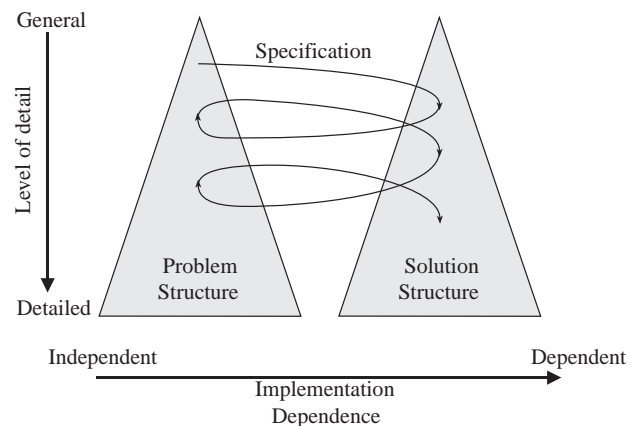 General
Specification
Level of detail
Problem
Structure
Solution
Structure
Detailed
Independent
Dependent
Implementation
Dependence